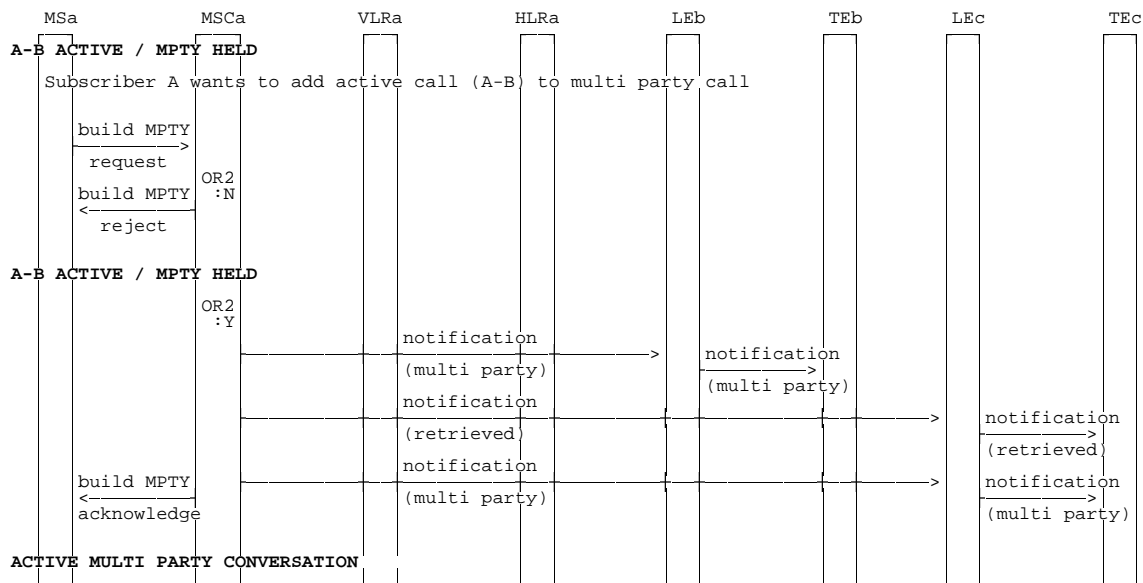 MSa MSCa VLRa HLRa LEb TEb LEc TEc
A-B ACTIVE / MPTY HELD
Subscriber A wants to add active call (A-B) to multi party call
build MPTY
request
OR2
build MPTY :N
reject
A-B ACTIVE / MPTY HELD
OR2
:Y
notification
notification
(multi party)
(multi party)
notification
notification
(retrieved)
(retrieved)
notification
build MPTY notification
(multi party)
acknowledge (multi party)
ACTIVE MULTI PARTY CONVERSATION